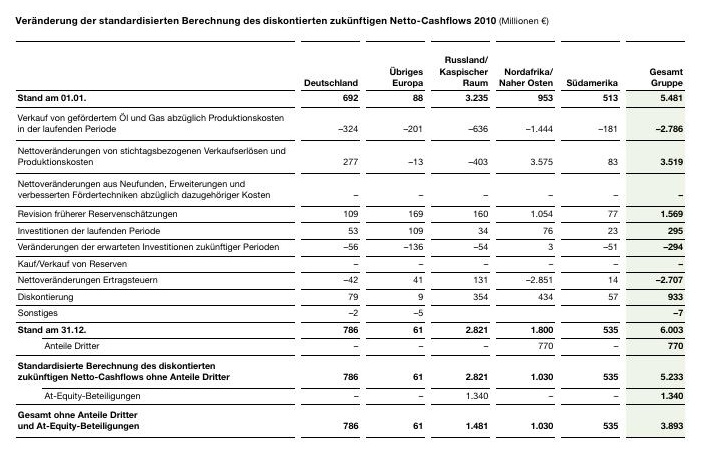 Veränderung der standardisierten Berechnung des diskontierten zukünftigen Netto-Cashflows 2010 (Millionen €)
Deutschland Übriges Europa Russland/ Kaspischer Raum Nordafrika/ Naher Osten Südamerika Gesamt Gruppe
Stand am 01.01. 692 88 3.235 953 513 5.481
Verkauf von gefördertem Öl und Gas abzüglich Produktionskosten
in der laufenden Periode –324 –201 –636 –1.444 –181 –2.786
Nettoveränderungen von stichtagsbezogenen Verkaufserlösen und
Produktionskosten 277 –13 –403 3.575 83 3.519
Nettoveränderungen aus Neufunden, Erweiterungen und
verbesserten Fördertechniken abzüglich dazugehöriger Kosten – – – – – –
Revision früherer Reservenschätzungen 109 169 160 1.054 77 1.569
Investitionen der laufenden Periode 53 109 34 76 23 295
Veränderungen der erwarteten Investitionen zukünftiger Perioden –56 –136 –54 3 –51 –294
Kauf/Verkauf von Reserven – – – – – –
Nettoveränderungen Ertragsteuern –42 41 131 –2.851 14 –2.707
Diskontierung 79 9 354 434 57 933
Sonstiges –2 –5 –7
Stand am 31.12. 786 61 2.821 1.800 535 6.003
Anteile Dritter – – – 770 – 770
Standardisierte Berechnung des diskontierten
zukünftigen Netto-Cashflows ohne Anteile Dritter 786 61 2.821 1.030 535 5.233
At-Equity-Beteiligungen – – 1.340 – – 1.340
Gesamt ohne Anteile Dritter
und At-Equity-Beteiligungen 786 61 1.481 1.030 535 3.893